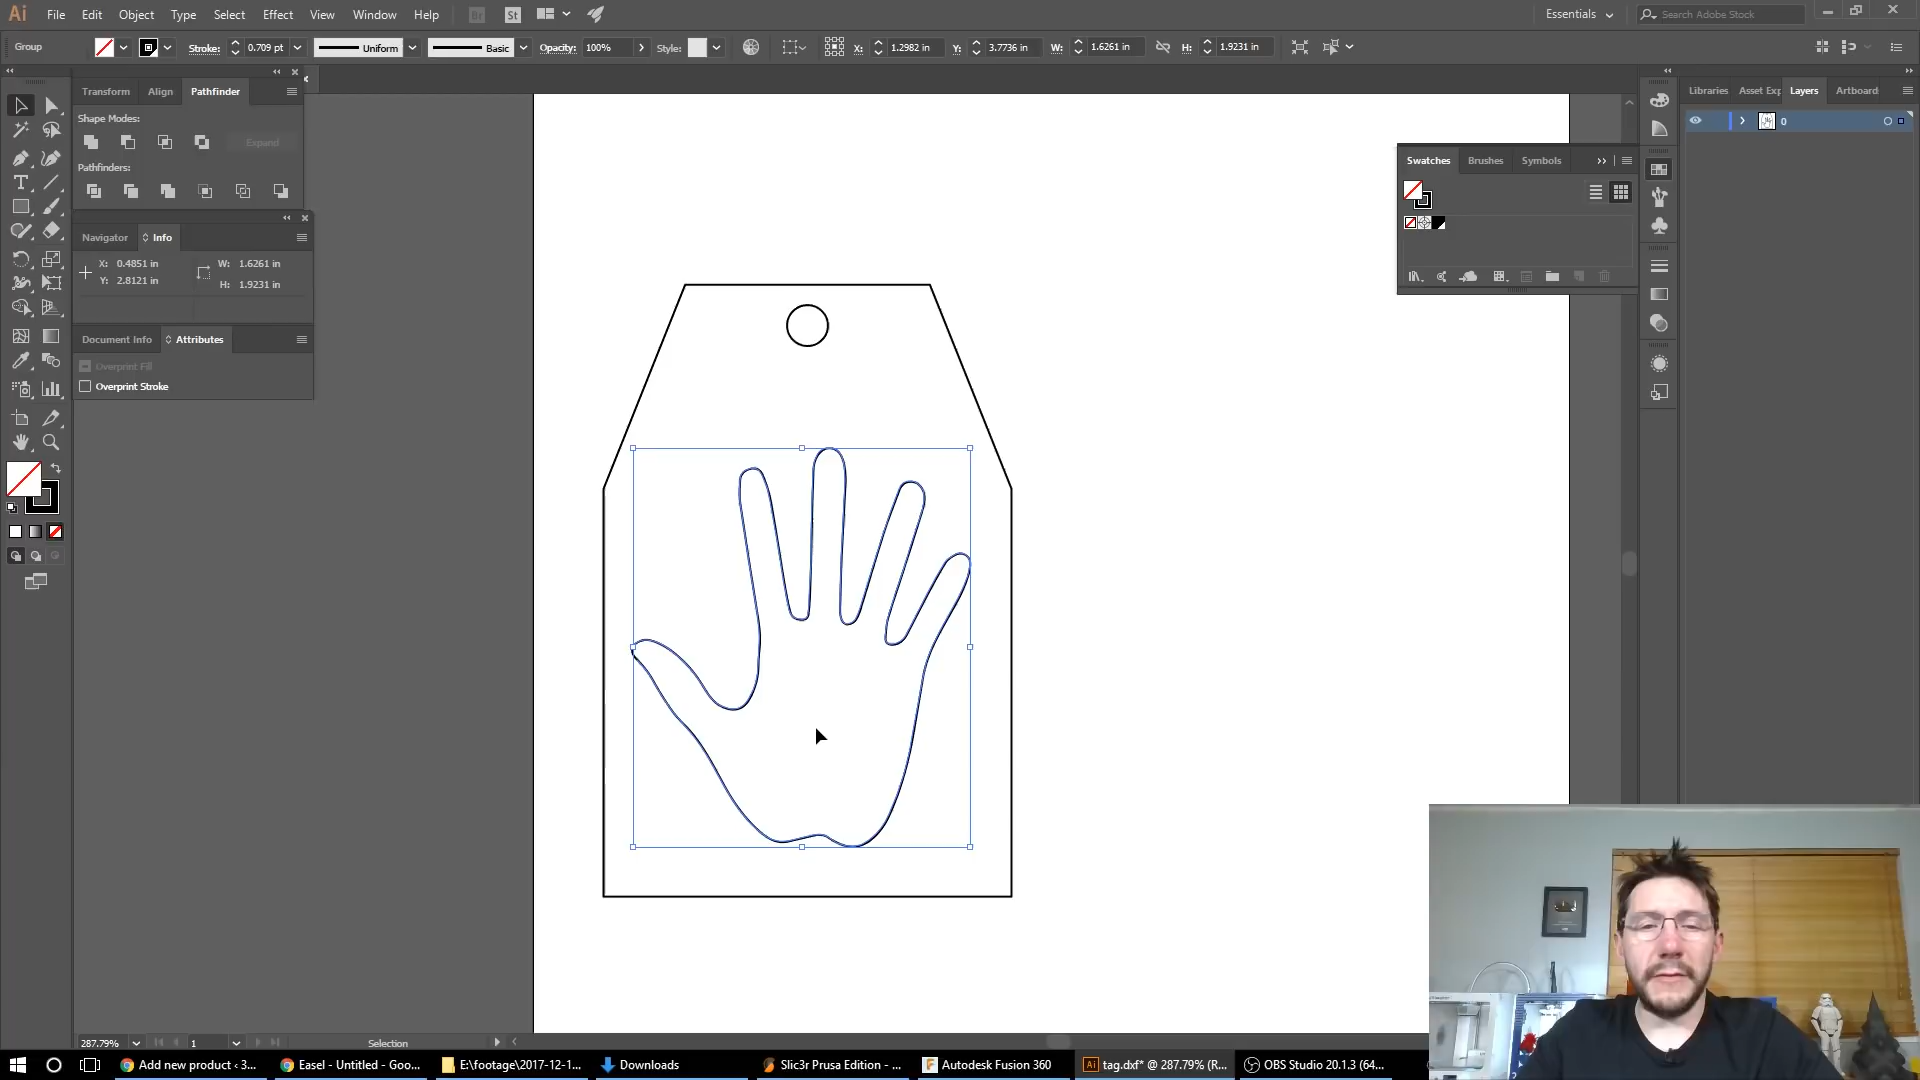 Ai File Edit Object Type Select Effect View Window Help Br St Essentials Search Adobe Stock
Group Stroke: 0.709 pt Uniform Basic Opacity: 100% Style: X: 1.2982 in Y: 3.7736 in W: 1.6261 in H: 1.9231 in
Transform Align Pathfinder
Shape Modes:
Expand
Pathfinders:
Navigator Info
X: 0.4851 in W: 1.6261 in
Y: 2.8121 in H: 1.9231 in
Document Info Attributes
Overprint Fill
Overprint Stroke
Swatches Brushes Symbols
Libraries Asset Exp Layers Artboard
0
287.79% 1 Selection
Add new product ‹ 3... Easel - Untitled - Goo... E:\footage\2017-12-1... Downloads Slic3r Prusa Edition - ... Autodesk Fusion 360 Ai tag.dxf* @ 287.79% (R... OBS Studio 20.1.3 (64...